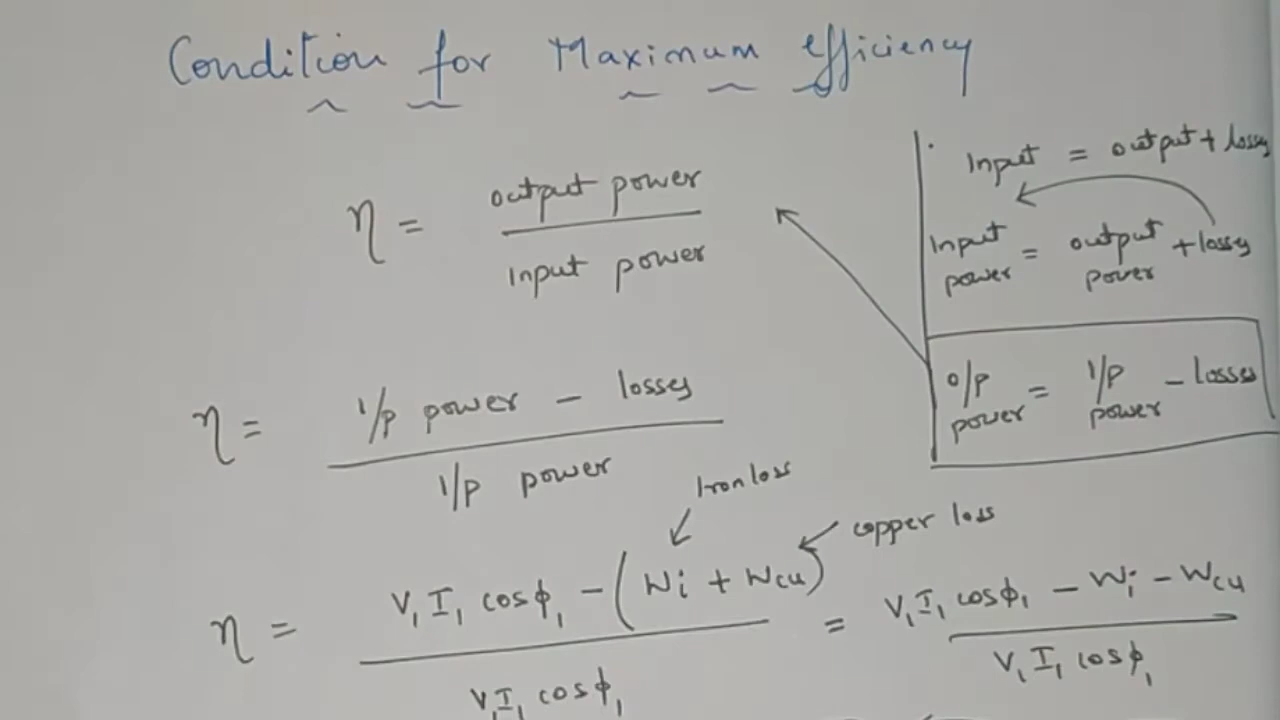 Condition for Maximum efficiency
η = output power / Input power
Input = output + losses
Input power = output power + losses
O/P power = I/P power - losses
η = I/P power - losses / I/P power
Iron loss
copper loss
η = V₁I₁ cosϕ₁ - (Wi + Wcu) / V₁I₁ cosϕ₁ = V₁I₁ cosϕ₁ - Wi - Wcu / V₁I₁ cosϕ₁